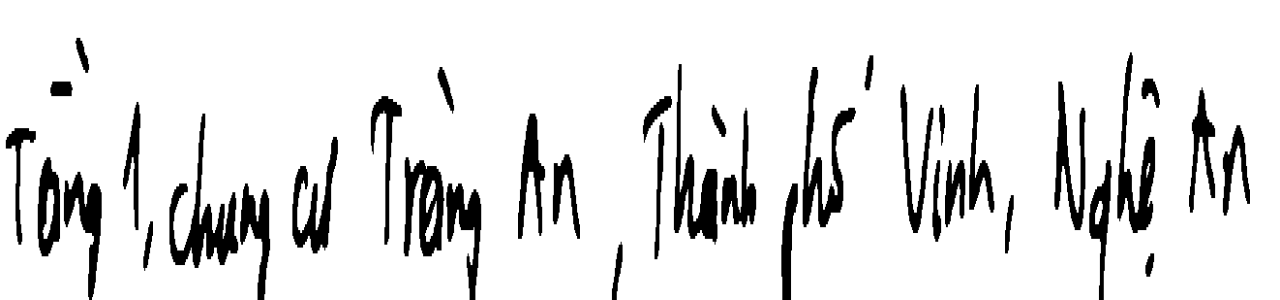 Tầng 1, chung cư Tràng An, Thành phố Vinh, Nghệ An